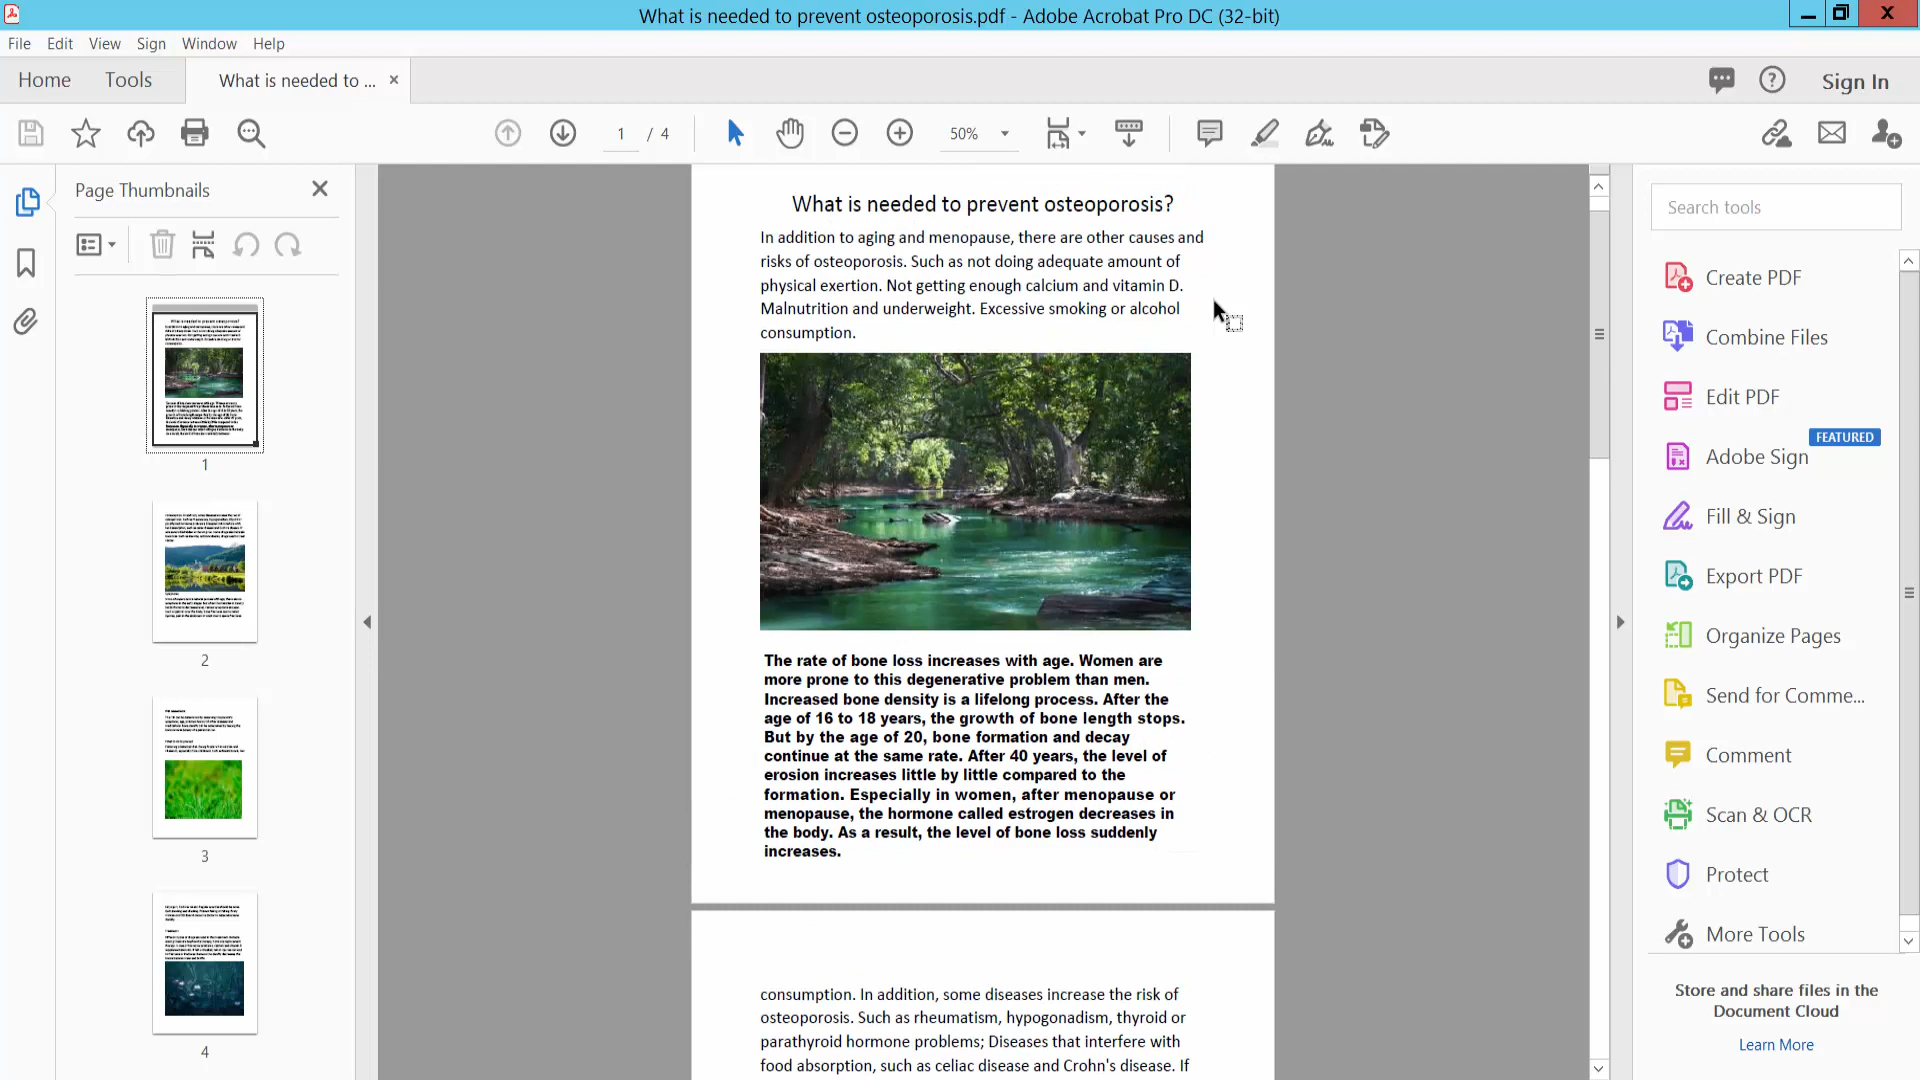 What is needed to prevent osteoporosis.pdf - Adobe Acrobat Pro DC (32-bit)
File Edit View Sign Window Help
Home Tools What is needed to ... ×
Sign In
1 / 4 50%
Page Thumbnails
1
2
3
4
What is needed to prevent osteoporosis?
In addition to aging and menopause, there are other causes and
risks of osteoporosis. Such as not doing adequate amount of
physical exertion. Not getting enough calcium and vitamin D.
Malnutrition and underweight. Excessive smoking or alcohol
consumption.
The rate of bone loss increases with age. Women are
more prone to this degenerative problem than men.
Increased bone density is a lifelong process. After the
age of 16 to 18 years, the growth of bone length stops.
But by the age of 20, bone formation and decay
continue at the same rate. After 40 years, the level of
erosion increases little by little compared to the
formation. Especially in women, after menopause or
menopause, the hormone called estrogen decreases in
the body. As a result, the level of bone loss suddenly
increases.
consumption. In addition, some diseases increase the risk of
osteoporosis. Such as rheumatism, hypogonadism, thyroid or
parathyroid hormone problems; Diseases that interfere with
food absorption, such as celiac disease and Crohn's disease. If
Search tools
Create PDF
Combine Files
Edit PDF
FEATURED
Adobe Sign
Fill & Sign
Export PDF
Organize Pages
Send for Comme...
Comment
Scan & OCR
Protect
More Tools
Store and share files in the
Document Cloud
Learn More